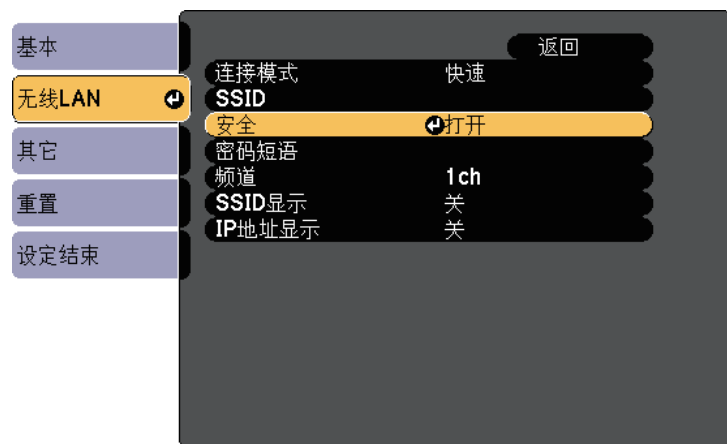 基本
无线LAN
其它
重置
设定结束
返回
连接模式 快速
SSID
安全 打开
密码短语
频道 1ch
SSID显示 关
IP地址显示 关